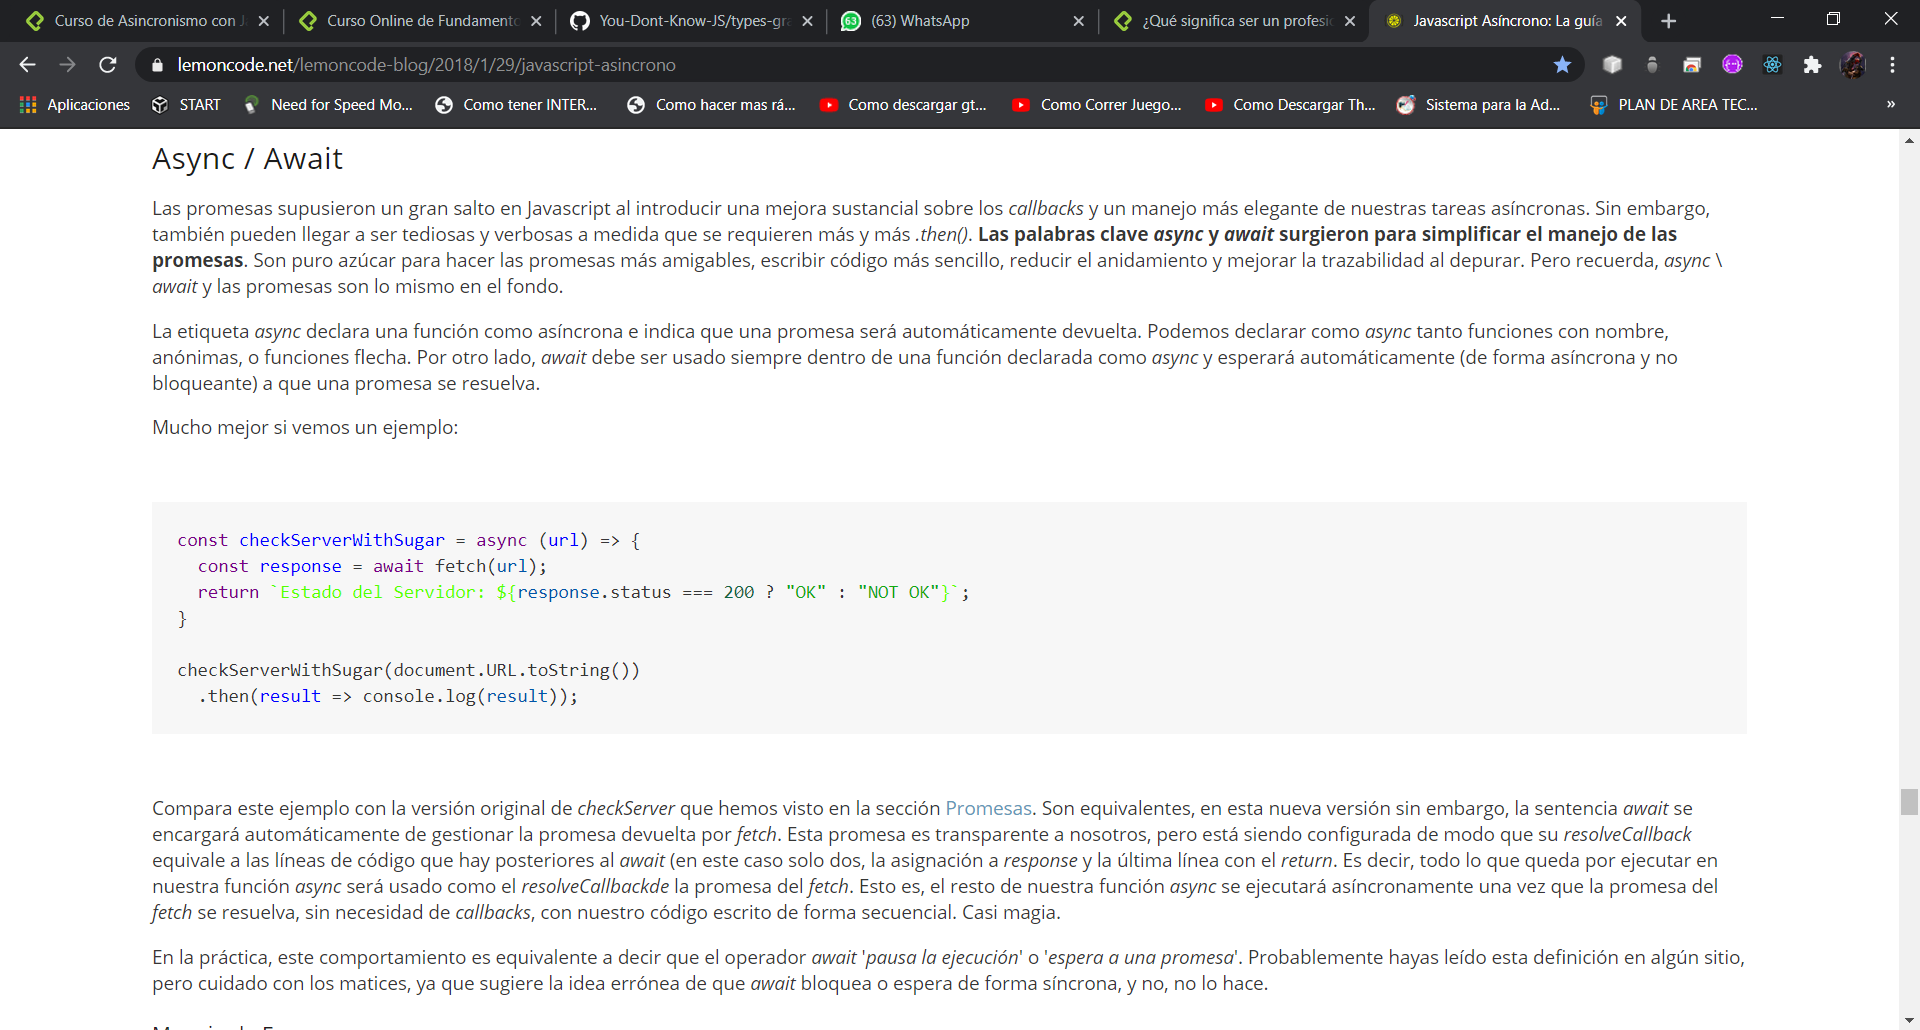 Curso de Asincronismo con J
Curso Online de Fundamento
You-Dont-Know-JS/types-gra
(63) WhatsApp
¿Qué significa ser un profesi
Javascript Asíncrono: La guía
lemoncode.net/lemoncode-blog/2018/1/29/javascript-asincrono
Aplicaciones
START
Need for Speed Mo...
Como tener INTER...
Como hacer mas rá...
Como descargar gt...
Como Correr Juego...
Como Descargar Th...
Sistema para la Ad...
PLAN DE AREA TEC...
»
Async / Await
Las promesas supusieron un gran salto en Javascript al introducir una mejora sustancial sobre los callbacks y un manejo más elegante de nuestras tareas asíncronas. Sin embargo,
también pueden llegar a ser tediosas y verbosas a medida que se requieren más y más .then(). Las palabras clave async y await surgieron para simplificar el manejo de las
promesas. Son puro azúcar para hacer las promesas más amigables, escribir código más sencillo, reducir el anidamiento y mejorar la trazabilidad al depurar. Pero recuerda, async \
await y las promesas son lo mismo en el fondo.
La etiqueta async declara una función como asíncrona e indica que una promesa será automáticamente devuelta. Podemos declarar como async tanto funciones con nombre,
anónimas, o funciones flecha. Por otro lado, await debe ser usado siempre dentro de una función declarada como async y esperará automáticamente (de forma asíncrona y no
bloqueante) a que una promesa se resuelva.
Mucho mejor si vemos un ejemplo:
const checkServerWithSugar = async (url) => {
  const response = await fetch(url);
  return `Estado del Servidor: ${response.status === 200 ? "OK" : "NOT OK"}`;
}
checkServerWithSugar(document.URL.toString())
  .then(result => console.log(result));
Compara este ejemplo con la versión original de checkServer que hemos visto en la sección Promesas. Son equivalentes, en esta nueva versión sin embargo, la sentencia await se
encargará automáticamente de gestionar la promesa devuelta por fetch. Esta promesa es transparente a nosotros, pero está siendo configurada de modo que su resolveCallback
equivale a las líneas de código que hay posteriores al await (en este caso solo dos, la asignación a response y la última línea con el return. Es decir, todo lo que queda por ejecutar en
nuestra función async será usado como el resolveCallbackde la promesa del fetch. Esto es, el resto de nuestra función async se ejecutará asíncronamente una vez que la promesa del
fetch se resuelva, sin necesidad de callbacks, con nuestro código escrito de forma secuencial. Casi magia.
En la práctica, este comportamiento es equivalente a decir que el operador await 'pausa la ejecución' o 'espera a una promesa'. Probablemente hayas leído esta definición en algún sitio,
pero cuidado con los matices, ya que sugiere la idea errónea de que await bloquea o espera de forma síncrona, y no, no lo hace.